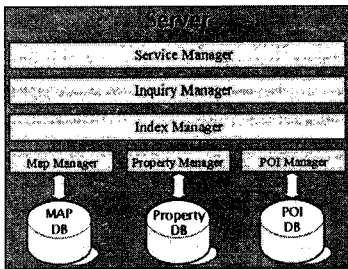 Server
Service Manager
Inquiry Manager
Index Manager
Map Manager Property Manager POI Manager
MAP DB
Property DB
POI DB